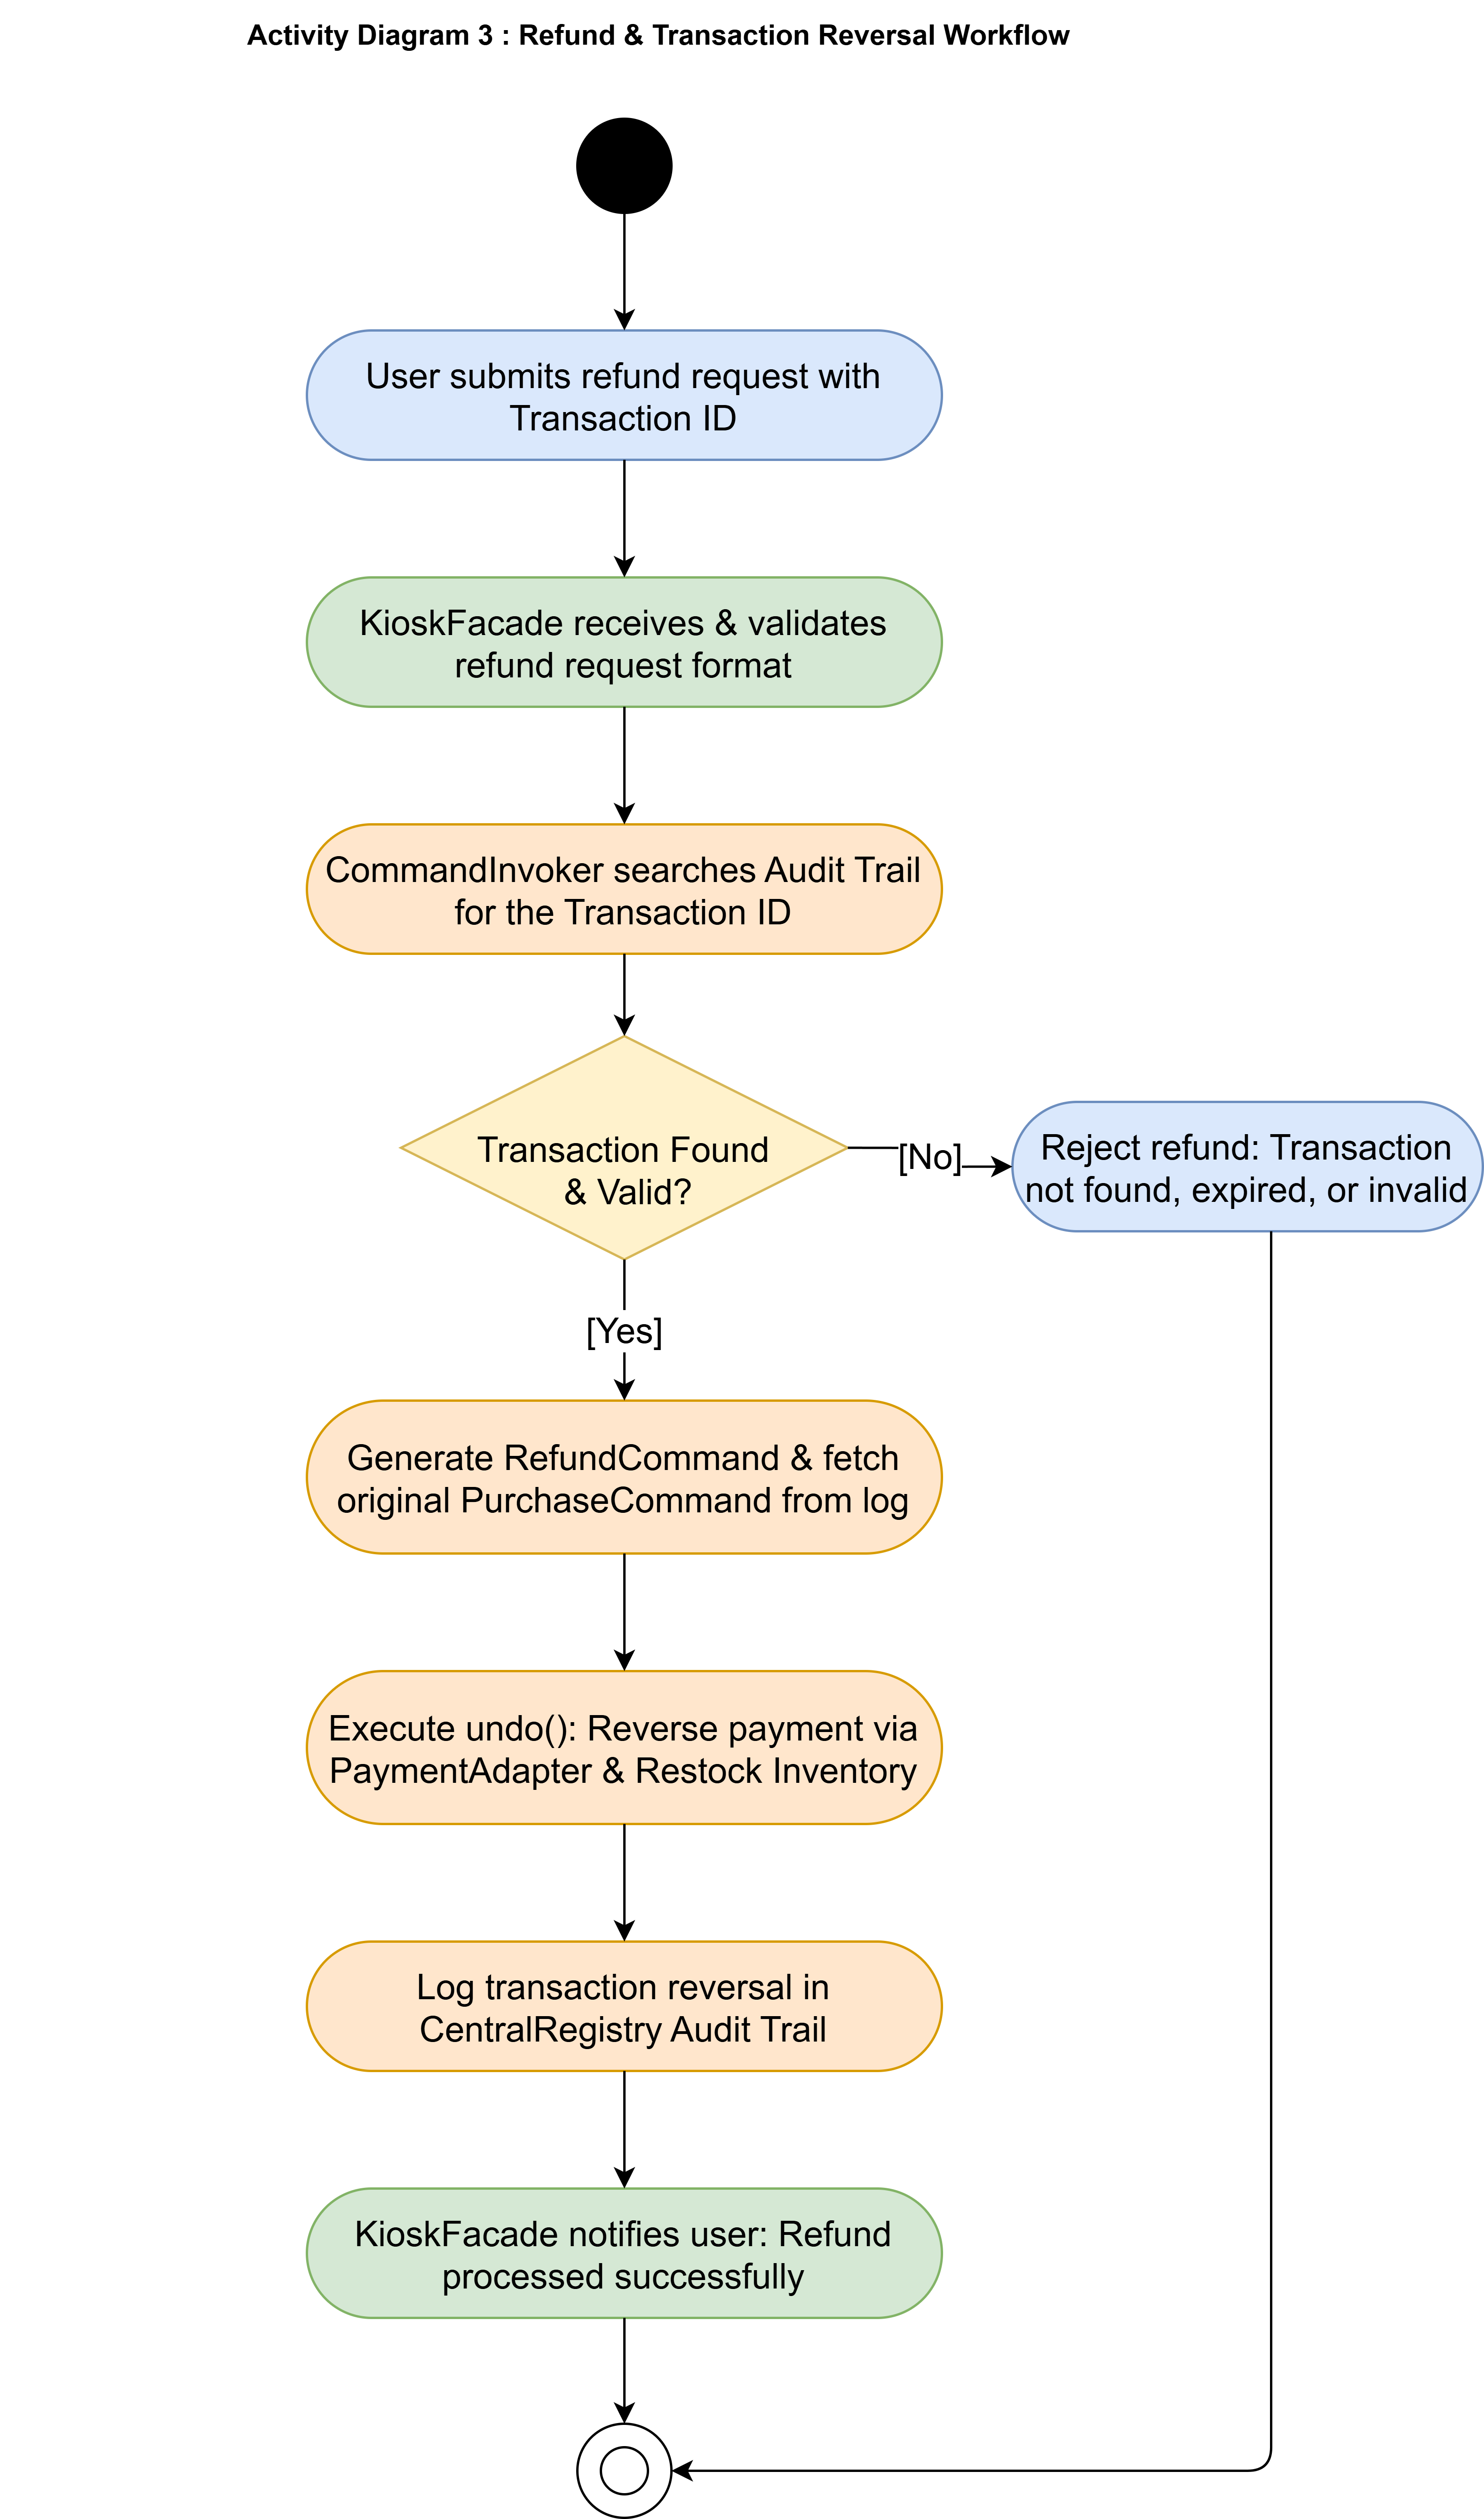 Activity Diagram 3 : Refund & Transaction Reversal Workflow
User submits refund request with
Transaction ID
KioskFacade receives & validates
refund request format
CommandInvoker searches Audit Trail
for the Transaction ID
Transaction Found
& Valid?
[No]
Reject refund: Transaction
not found, expired, or invalid
[Yes]
Generate RefundCommand & fetch
original PurchaseCommand from log
Execute undo(): Reverse payment via
PaymentAdapter & Restock Inventory
Log transaction reversal in
CentralRegistry Audit Trail
KioskFacade notifies user: Refund
processed successfully